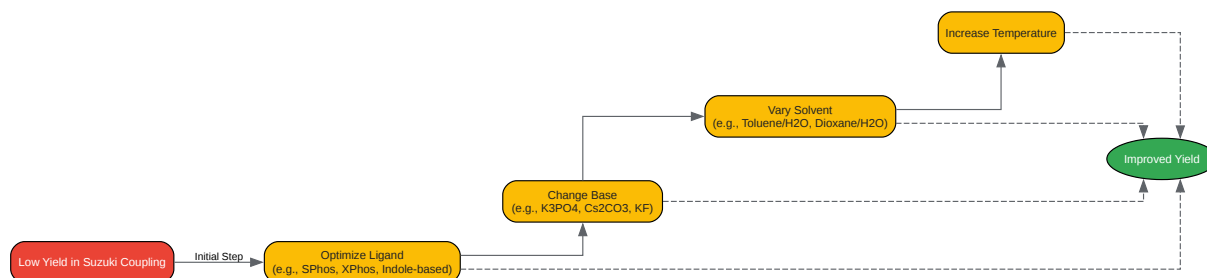 Increase Temperature
Vary Solvent
(e.g., Toluene/H2O, Dioxane/H2O)
Improved Yield
Change Base
(e.g., K3PO4, Cs2CO3, KF)
Low Yield in Suzuki Coupling
Initial Step
Optimize Ligand
(e.g., SPhos, XPhos, Indole-based)